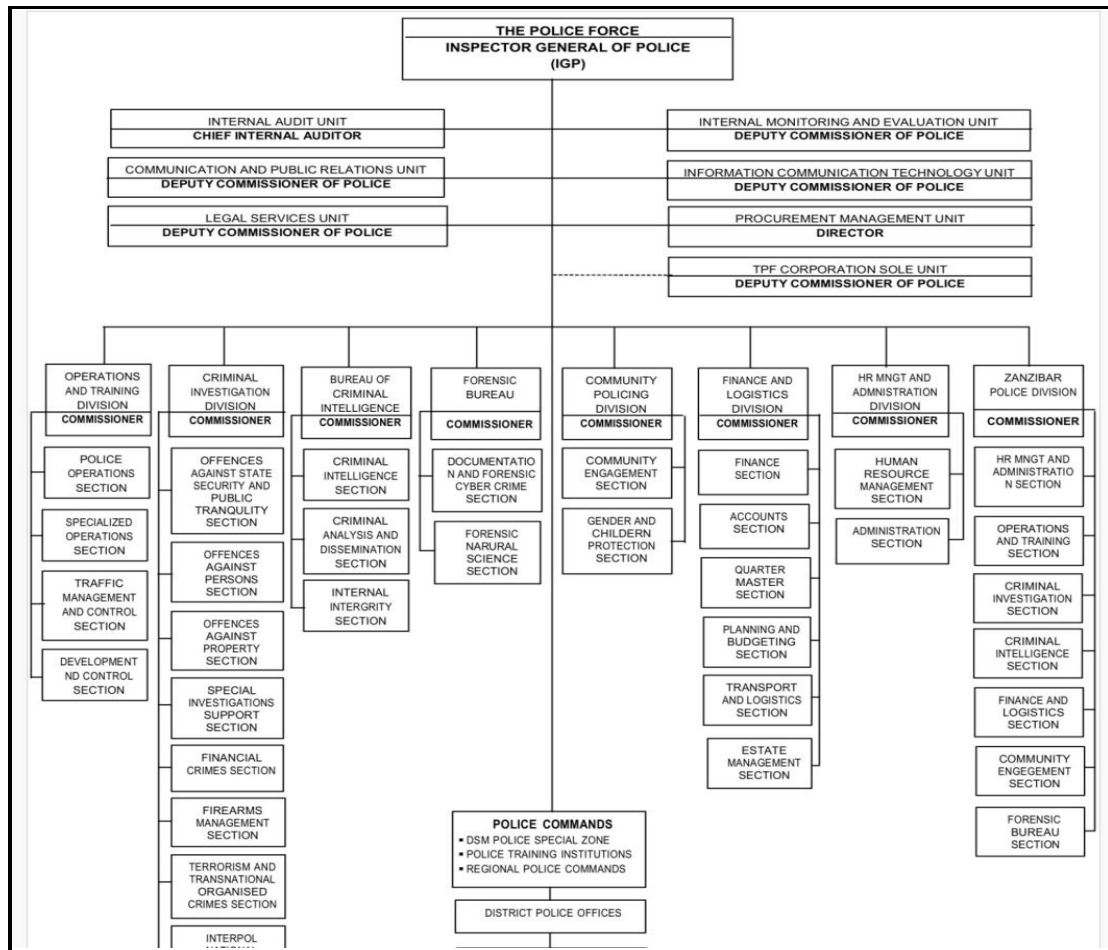 THE POLICE FORCE
INSPECTOR GENERAL OF POLICE
(IGP)
INTERNAL AUDIT UNIT
CHIEF INTERNAL AUDITOR
INTERNAL MONITORING AND EVALUATION UNIT
DEPUTY COMMISSIONER OF POLICE
COMMUNICATION AND PUBLIC RELATIONS UNIT
DEPUTY COMMISSIONER OF POLICE
INFORMATION COMMUNICATION TECHNOLOGY UNIT
DEPUTY COMMISSIONER OF POLICE
LEGAL SERVICES UNIT
DEPUTY COMMISSIONER OF POLICE
PROCUREMENT MANAGEMENT UNIT
DIRECTOR
TPF CORPORATION SOLE UNIT
DEPUTY COMMISSIONER OF POLICE
OPERATIONS
AND TRAINING
DIVISION
COMMISSIONER
POLICE
OPERATIONS
SECTION
SPECIALIZED
OPERATIONS
SECTION
TRAFFIC
MANAGEMENT
AND CONTROL
SECTION
DEVELOPMENT
ND CONTROL
SECTION
CRIMINAL
INVESTIGATION
DIVISION
COMMISSIONER
OFFENCES
AGAINST STATE
SECURITY AND
PUBLIC
TRANQULITY
SECTION
OFFENCES
AGAINST
PERSONS
SECTION
OFFENCES
AGAINST
PROPERTY
SECTION
SPECIAL
INVESTIGATIONS
SUPPORT
SECTION
FINANCIAL
CRIMES SECTION
FIREARMS
MANAGEMENT
SECTION
TERRORISM AND
TRANSNATIONAL
ORGANISED
CRIMES SECTION
INTERPOL
NATIONAL
BUREAU OF
CRIMINAL
INTELLIGENCE
COMMISSIONER
CRIMINAL
INTELLIGENCE
SECTION
CRIMINAL
ANALYSIS AND
DISSEMINATION
SECTION
INTERNAL
INTERGRITY
SECTION
FORENSIC
BUREAU
COMMISSIONER
DOCUMENTATIO
N AND FORENSIC
CYBER CRIME
SECTION
FORENSIC
NARURAL
SCIENCE
SECTION
COMMUNITY
POLICING
DIVISION
COMMISSIONER
COMMUNITY
ENGAGEMENT
SECTION
GENDER AND
CHILDERN
PROTECTION
SECTION
FINANCE AND
LOGISTICS
DIVISION
COMMISSIONER
FINANCE
SECTION
ACCOUNTS
SECTION
QUARTER
MASTER
SECTION
PLANNING AND
BUDGETING
SECTION
TRANSPORT
AND LOGISTICS
SECTION
ESTATE
MANAGEMENT
SECTION
HR MNGT AND
ADMNISTRATION
DIVISION
COMMISSIONER
HUMAN
RESOURCE
MANAGEMENT
SECTION
ADMINISTRATION
SECTION
ZANZIBAR
POLICE DIVISION
COMMISSIONER
HR MNGT AND
ADMINISTRATIO
N SECTION
OPERATIONS
AND TRAINING
SECTION
CRIMINAL
INVESTIGATION
SECTION
CRIMINAL
INTELLIGENCE
SECTION
FINANCE AND
LOGISTICS
SECTION
COMMUNITY
ENGEGEMENT
SECTION
FORENSIC
BUREAU
SECTION
POLICE COMMANDS
▪ DSM POLICE SPECIAL ZONE
▪ POLICE TRAINING INSTITUTIONS
▪ REGIONAL POLICE COMMANDS
DISTRICT POLICE OFFICES